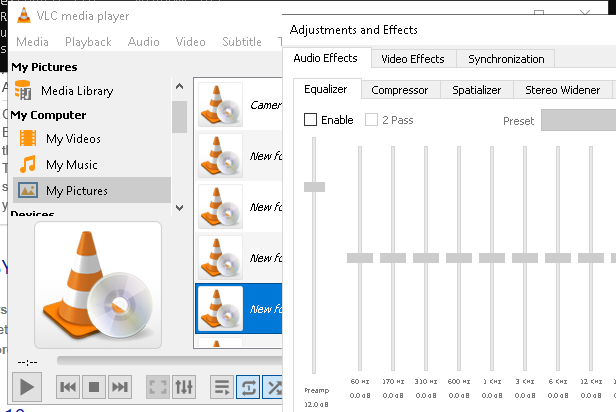 VLC media player
Media Playback Audio Video Subtitle
My Pictures
Media Library
My Computer
My Videos
My Music
My Pictures
Devices
Camer
New fo
New fo
New fo
New fo
--:--
Adjustments and Effects
Audio Effects Video Effects Synchronization
Equalizer Compressor Spatializer Stereo Widener
Enable 2 Pass Preset
Preamp
12.0 dB
60 Hz 170 Hz 310 Hz 600 Hz 1 KHz 3 KHz 6 KHz 12 KHz
0.0 dB 0.0 dB 0.0 dB 0.0 dB 0.0 dB 0.0 dB 0.0 dB 0.0 dB